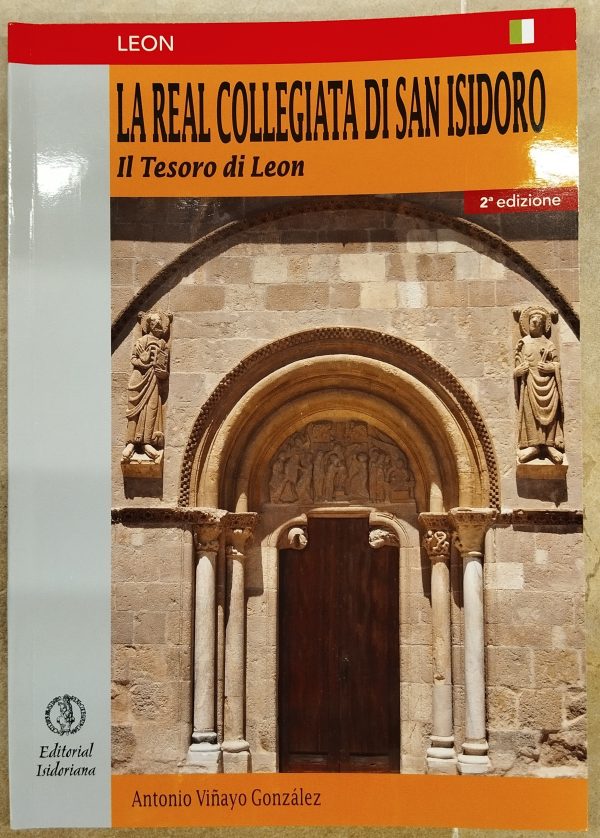 LEON
LA REAL COLLEGIATA DI SAN ISIDORO
Il Tesoro di Leon
2ª edizione
Editorial
Isidoriana
Antonio Viñayo González